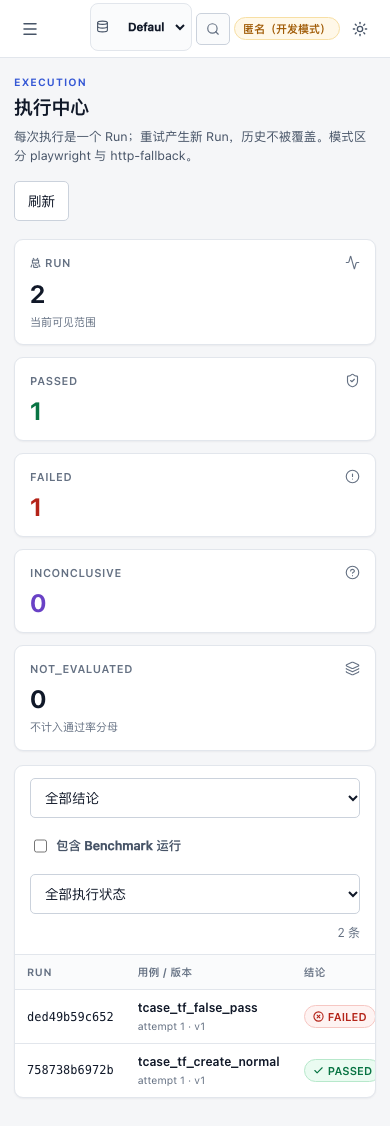 Defaul
匿名（开发模式）
EXECUTION
执行中心
每次执行是一个 Run；重试产生新 Run，历史不被覆盖。模式区
分 playwright 与 http-fallback。
刷新
总 RUN
2
当前可见范围
PASSED
1
FAILED
1
INCONCLUSIVE
0
NOT_EVALUATED
0
不计入通过率分母
全部结论
包含 Benchmark 运行
全部执行状态
2 条
RUN 用例 / 版本 结论
ded49b59c652 tcase_tf_false_pass FAILED
attempt 1 · v1
758738b6972b tcase_tf_create_normal PASSED
attempt 1 · v1